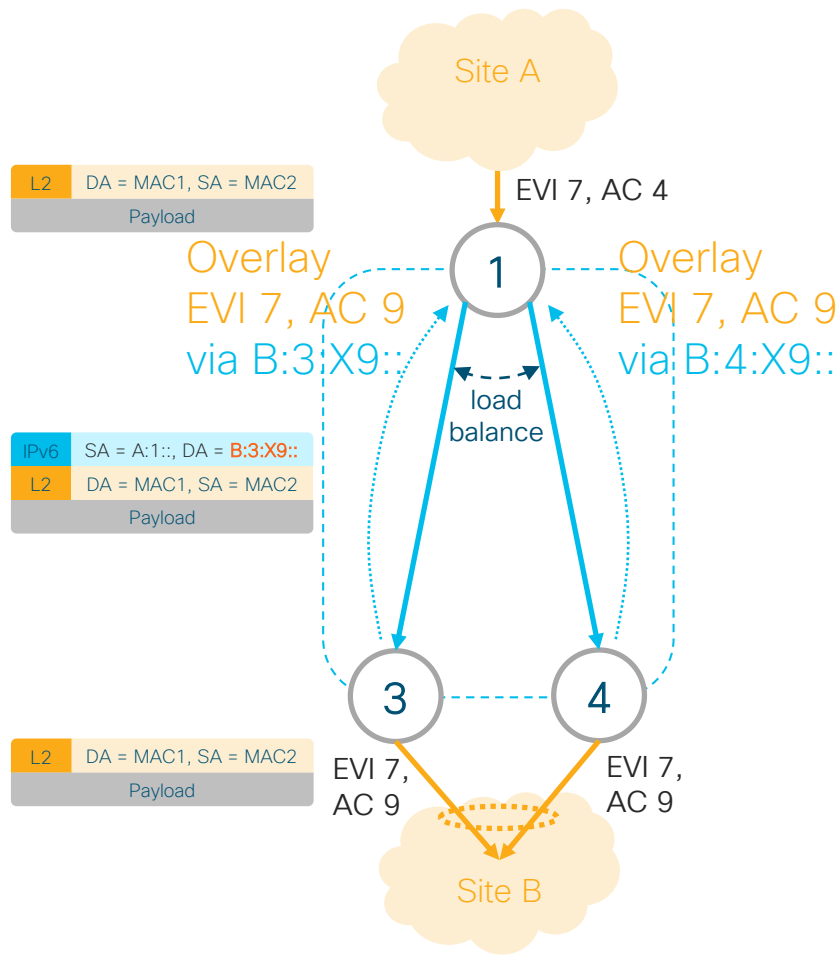 Site A
L2 DA = MAC1, SA = MAC2
Payload
EVI 7, AC 4
1
Overlay
EVI 7, AC 9
via B:3:X9::
Overlay
EVI 7, AC 9
via B:4:X9::
load
balance
IPv6 SA = A:1::, DA = B:3:X9::
L2 DA = MAC1, SA = MAC2
Payload
3
4
L2 DA = MAC1, SA = MAC2
Payload
EVI 7,
AC 9
EVI 7,
AC 9
Site B